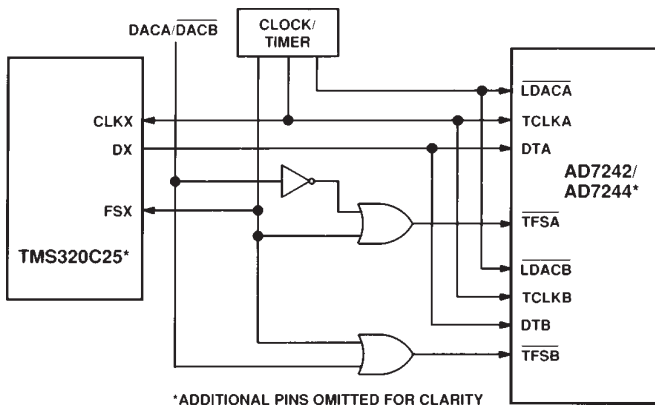 DACA/DACB
CLOCK/
TIMER
CLKX
DX
FSX
TMS320C25*
LDACA
TCLKA
DTA
AD7242/
AD7244*
TFSA
LDACB
TCLKB
DTB
TFSB
*ADDITIONAL PINS OMITTED FOR CLARITY